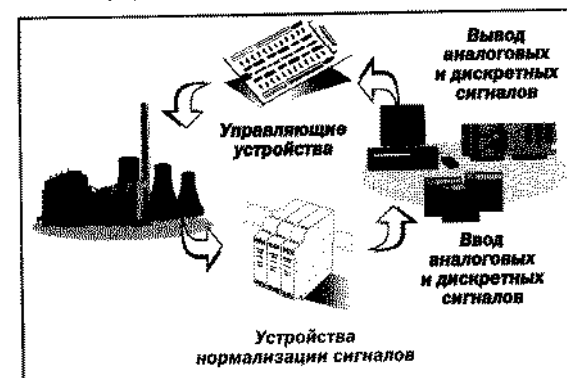 Вывод
аналоговых
и дискретных
сигналов
Управляющие
устройства
Ввод
аналоговых
и дискретных
сигналов
Устройства
нормализации сигналов